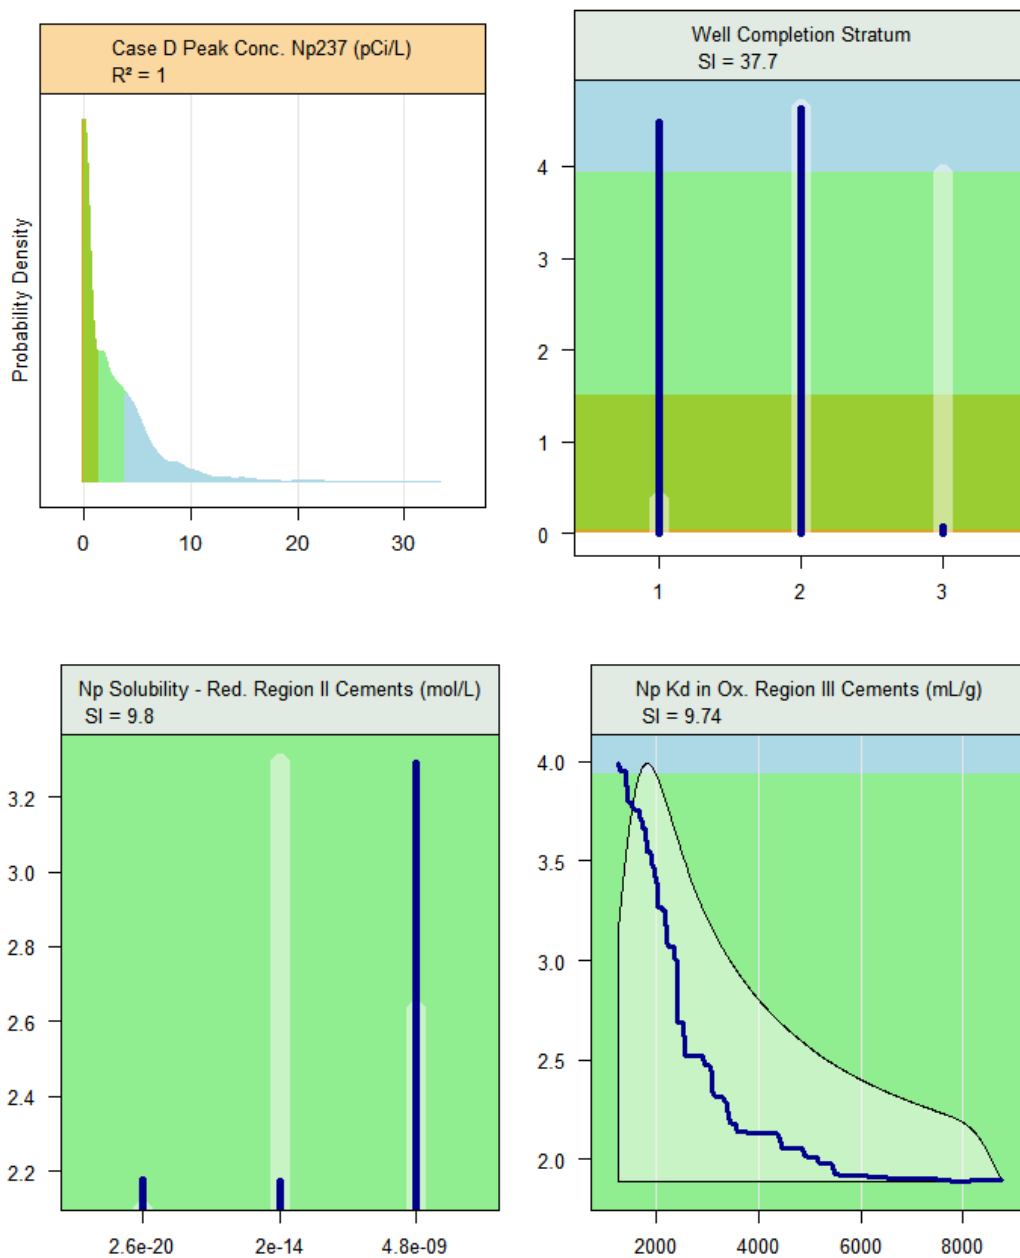 Case D Peak Conc. Np237 (pCi/L)
R² = 1
Probability Density
0 10 20 30
Well Completion Stratum
SI = 37.7
4
3
2
1
0
1 2 3
Np Solubility - Red. Region II Cements (mol/L)
SI = 9.8
3.2
3.0
2.8
2.6
2.4
2.2
2.6e-20 2e-14 4.8e-09
Np Kd in Ox. Region III Cements (mL/g)
SI = 9.74
4.0
3.5
3.0
2.5
2.0
2000 4000 6000 8000